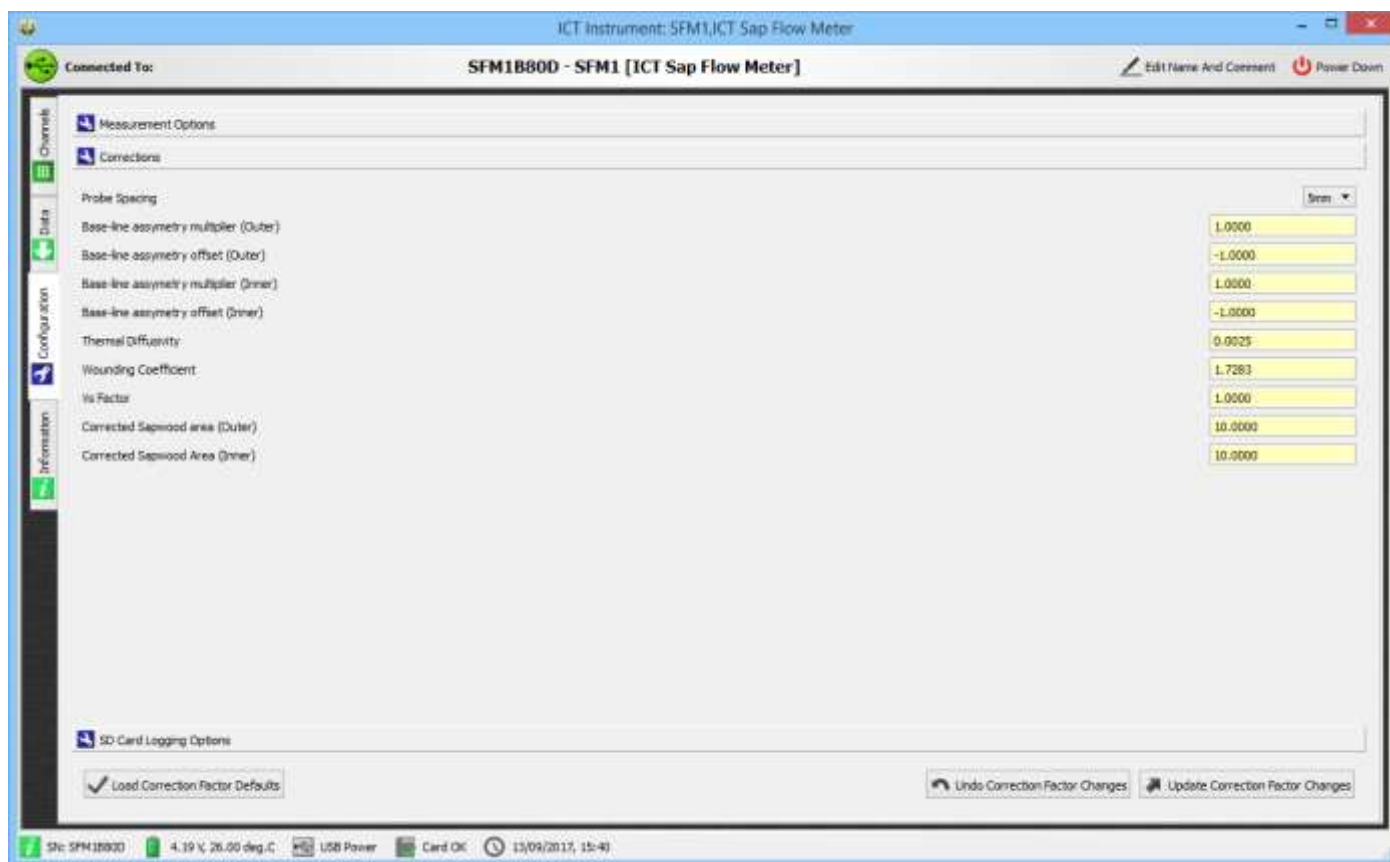 ICT Instrument: SFM1,ICT Sap Flow Meter
Connected To:
SFM1B80D - SFM1 [ICT Sap Flow Meter]
Edit Name And Comment
Power Down
Channels
Data
Configuration
Information
Measurement Options
Corrections
Probe Spacing
5mm
Base-line assymetry multiplier (Outer)
1.0000
Base-line assymetry offset (Outer)
-1.0000
Base-line assymetry multiplier (Inner)
1.0000
Base-line assymetry offset (Inner)
-1.0000
Thermal Diffusivity
0.0025
Wounding Coefficient
1.7283
Vs Factor
1.0000
Corrected Sapwood area (Outer)
10.0000
Corrected Sapwood Area (Inner)
10.0000
SD Card Logging Options
Load Correction Factor Defaults
Undo Correction Factor Changes
Update Correction Factor Changes
SN: SFM1B80D
4.19 V, 26.00 deg.C
USB Power
Card OK
13/09/2017, 15:40